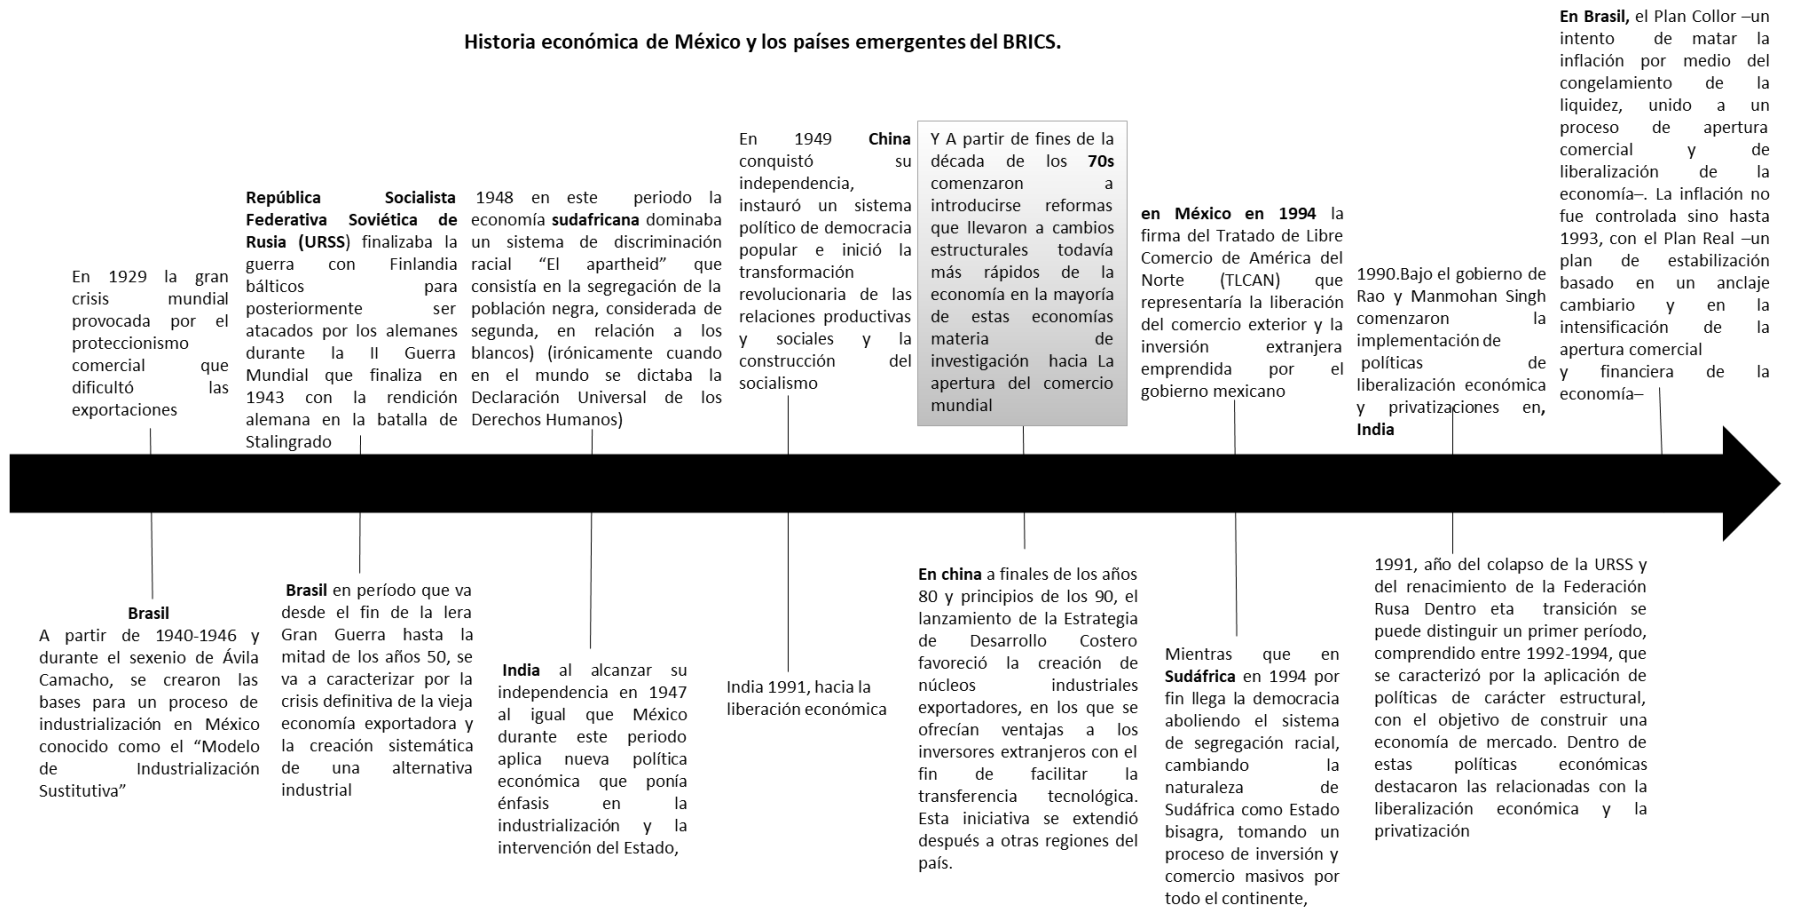 Historia económica de México y los países emergentes del BRICS.
En 1929 la gran
crisis mundial
provocada por el
proteccionismo
comercial que
dificultó las
exportaciones
República Socialista
Federativa Soviética de
Rusia (URSS) finalizaba la
guerra con Finlandia
bálticos para
posteriormente ser
atacados por los alemanes
durante la II Guerra
Mundial que finaliza en
1943 con la rendición
alemana en la batalla de
Stalingrado
1948 en este periodo la
economía sudafricana dominaba
un sistema de discriminación
racial “El apartheid” que
consistía en la segregación de la
población negra, considerada de
segunda, en relación a los
blancos) (irónicamente cuando
en el mundo se dictaba la
Declaración Universal de los
Derechos Humanos)
En 1949 China
conquistó su
independencia,
instauró un sistema
político de democracia
popular e inició la
transformación
revolucionaria de las
relaciones productivas
y sociales y la
construcción del
socialismo
Y A partir de fines de la
década de los 70s
comenzaron a
introducirse reformas
que llevaron a cambios
estructurales todavía
más rápidos de la
economía en la mayoría
de estas economías
materia de
investigación hacia La
apertura del comercio
mundial
en México en 1994 la
firma del Tratado de Libre
Comercio de América del
Norte (TLCAN) que
representaría la liberación
del comercio exterior y la
inversión extranjera
emprendida por el
gobierno mexicano
1990.Bajo el gobierno de
Rao y Manmohan Singh
comenzaron la
implementación de
políticas de
liberalización económica
y privatizaciones en,
India
En Brasil, el Plan Collor –un
intento de matar la
inflación por medio del
congelamiento de la
liquidez, unido a un
proceso de apertura
comercial y de
liberalización de la
economía–. La inflación no
fue controlada sino hasta
1993, con el Plan Real –un
plan de estabilización
basado en un anclaje
cambiario y en la
intensificación de la
apertura comercial
y financiera de la
economía–
Brasil
A partir de 1940-1946 y
durante el sexenio de Ávila
Camacho, se crearon las
bases para un proceso de
industrialización en México
conocido como el “Modelo
de Industrialización
Sustitutiva”
Brasil en período que va
desde el fin de la lera
Gran Guerra hasta la
mitad de los años 50, se
va a caracterizar por la
crisis definitiva de la vieja
economía exportadora y
la creación sistemática
de una alternativa
industrial
India al alcanzar su
independencia en 1947
al igual que México
durante este periodo
aplica nueva política
económica que ponía
énfasis en la
industrialización y la
intervención del Estado,
India 1991, hacia la
liberación económica
En china a finales de los años
80 y principios de los 90, el
lanzamiento de la Estrategia
de Desarrollo Costero
favoreció la creación de
núcleos industriales
exportadores, en los que se
ofrecían ventajas a los
inversores extranjeros con el
fin de facilitar la
transferencia tecnológica.
Esta iniciativa se extendió
después a otras regiones del
país.
Mientras que en
Sudáfrica en 1994 por
fin llega la democracia
aboliendo el sistema
de segregación racial,
cambiando la
naturaleza de
Sudáfrica como Estado
bisagra, tomando un
proceso de inversión y
comercio masivos por
todo el continente,
1991, año del colapso de la URSS y
del renacimiento de la Federación
Rusa Dentro eta transición se
puede distinguir un primer período,
comprendido entre 1992-1994, que
se caracterizó por la aplicación de
políticas de carácter estructural,
con el objetivo de construir una
economía de mercado. Dentro de
estas políticas económicas
destacaron las relacionadas con la
liberalización económica y la
privatización